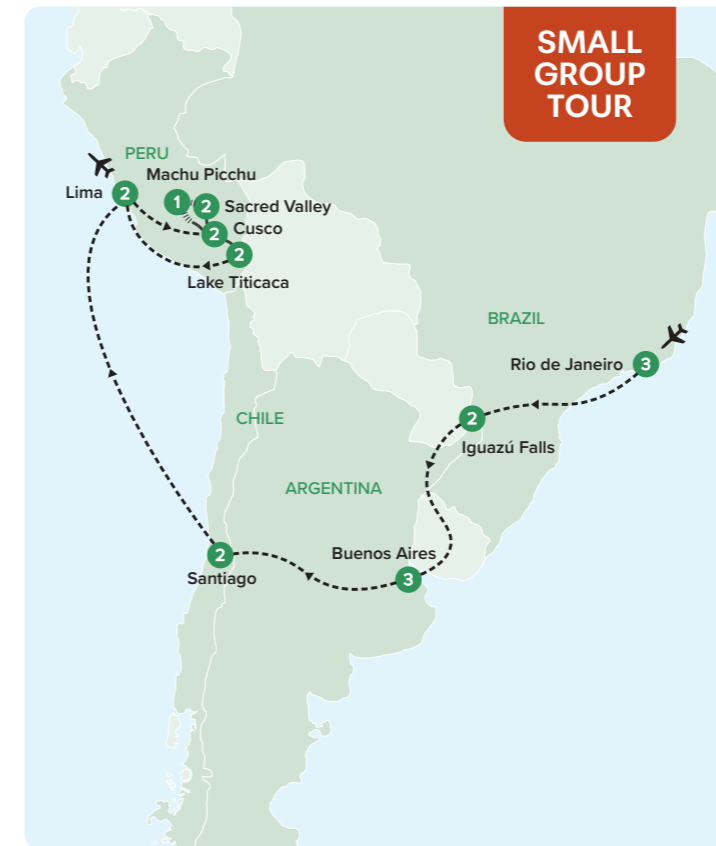 SMALL
GROUP
TOUR
PERU
Machu Picchu
Lima
2
1
2
Sacred Valley
2
Cusco
2
Lake Titicaca
BRAZIL
Rio de Janeiro
3
2
Iguazú Falls
CHILE
ARGENTINA
Buenos Aires
3
2
Santiago